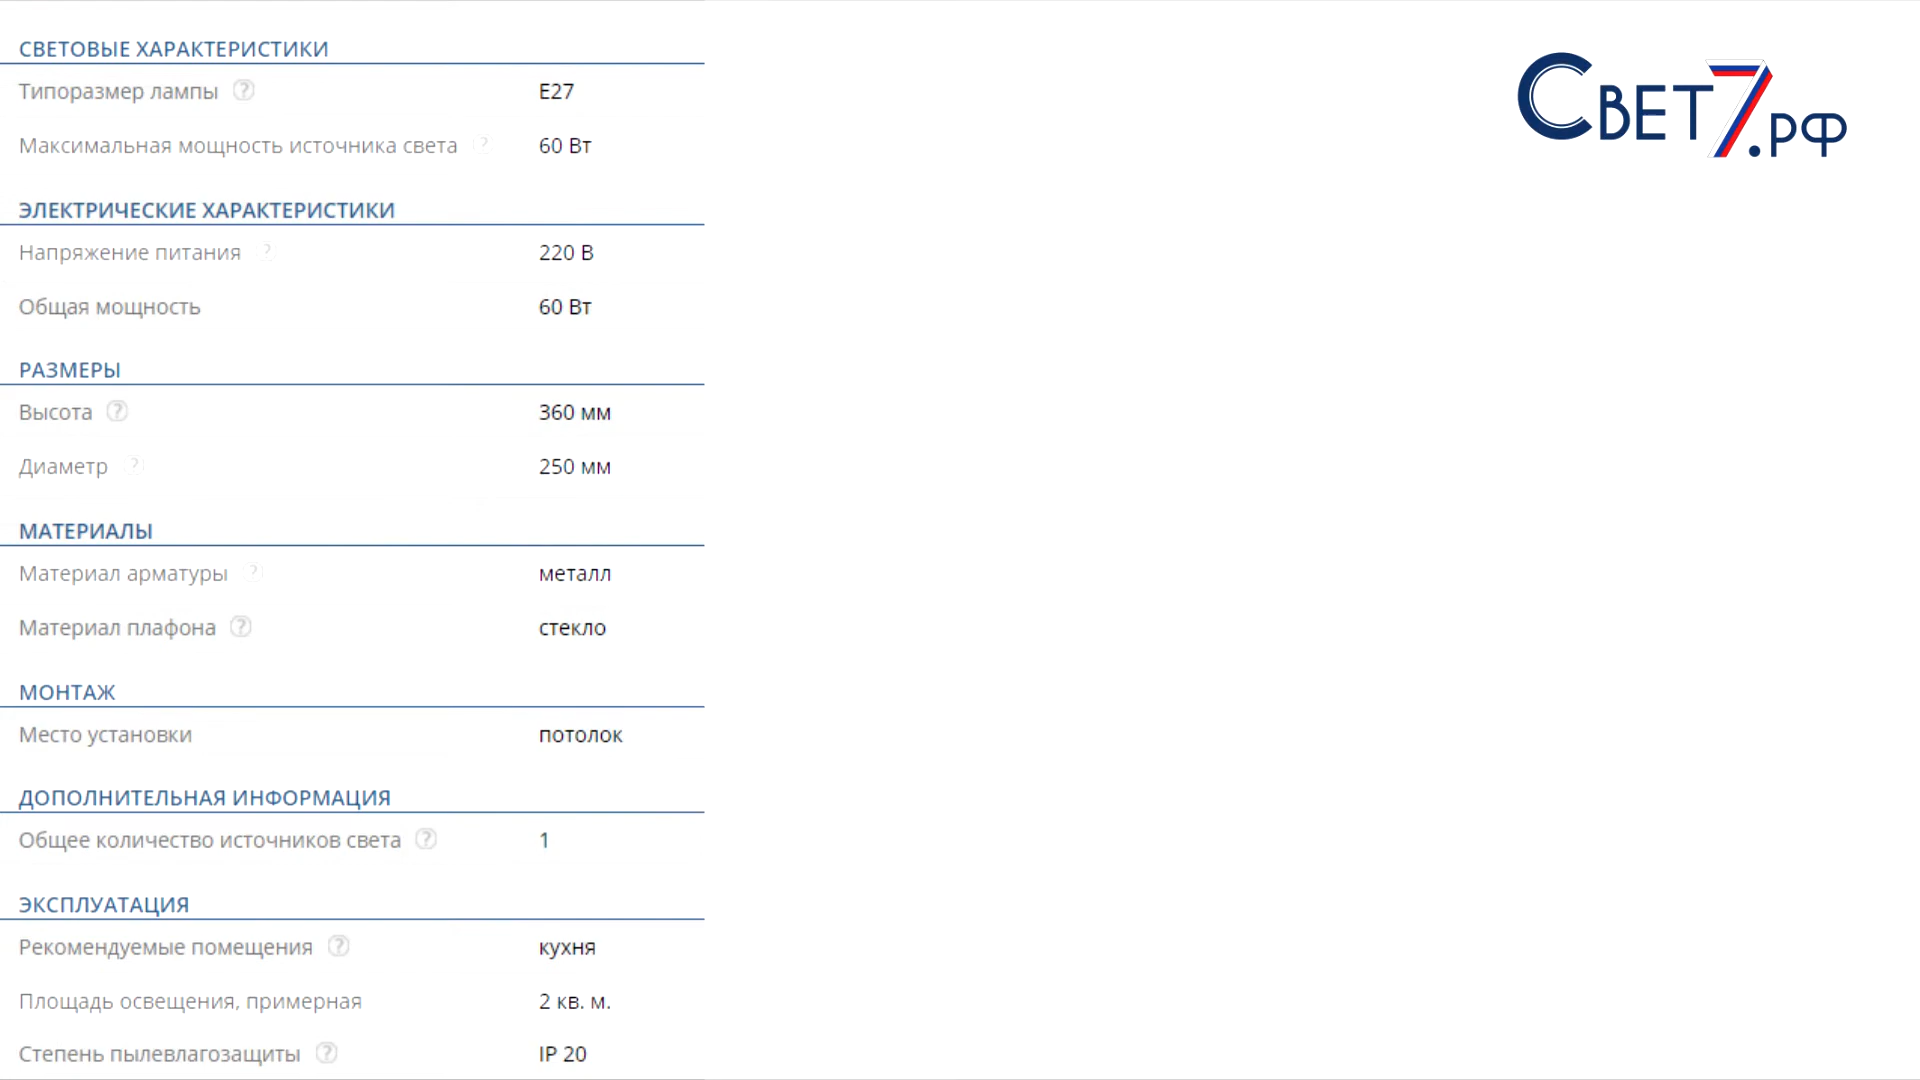 СВЕТОВЫЕ ХАРАКТЕРИСТИКИ
Типоразмер лампы ? E27
Максимальная мощность источника света ? 60 Вт
ЭЛЕКТРИЧЕСКИЕ ХАРАКТЕРИСТИКИ
Напряжение питания ? 220 В
Общая мощность 60 Вт
РАЗМЕРЫ
Высота ? 360 мм
Диаметр ? 250 мм
МАТЕРИАЛЫ
Материал арматуры ? металл
Материал плафона ? стекло
МОНТАЖ
Место установки потолок
ДОПОЛНИТЕЛЬНАЯ ИНФОРМАЦИЯ
Общее количество источников света ? 1
ЭКСПЛУАТАЦИЯ
Рекомендуемые помещения ? кухня
Площадь освещения, примерная 2 кв. м.
Степень пылевлагозащиты ? IP 20
СВЕТ7.РФ